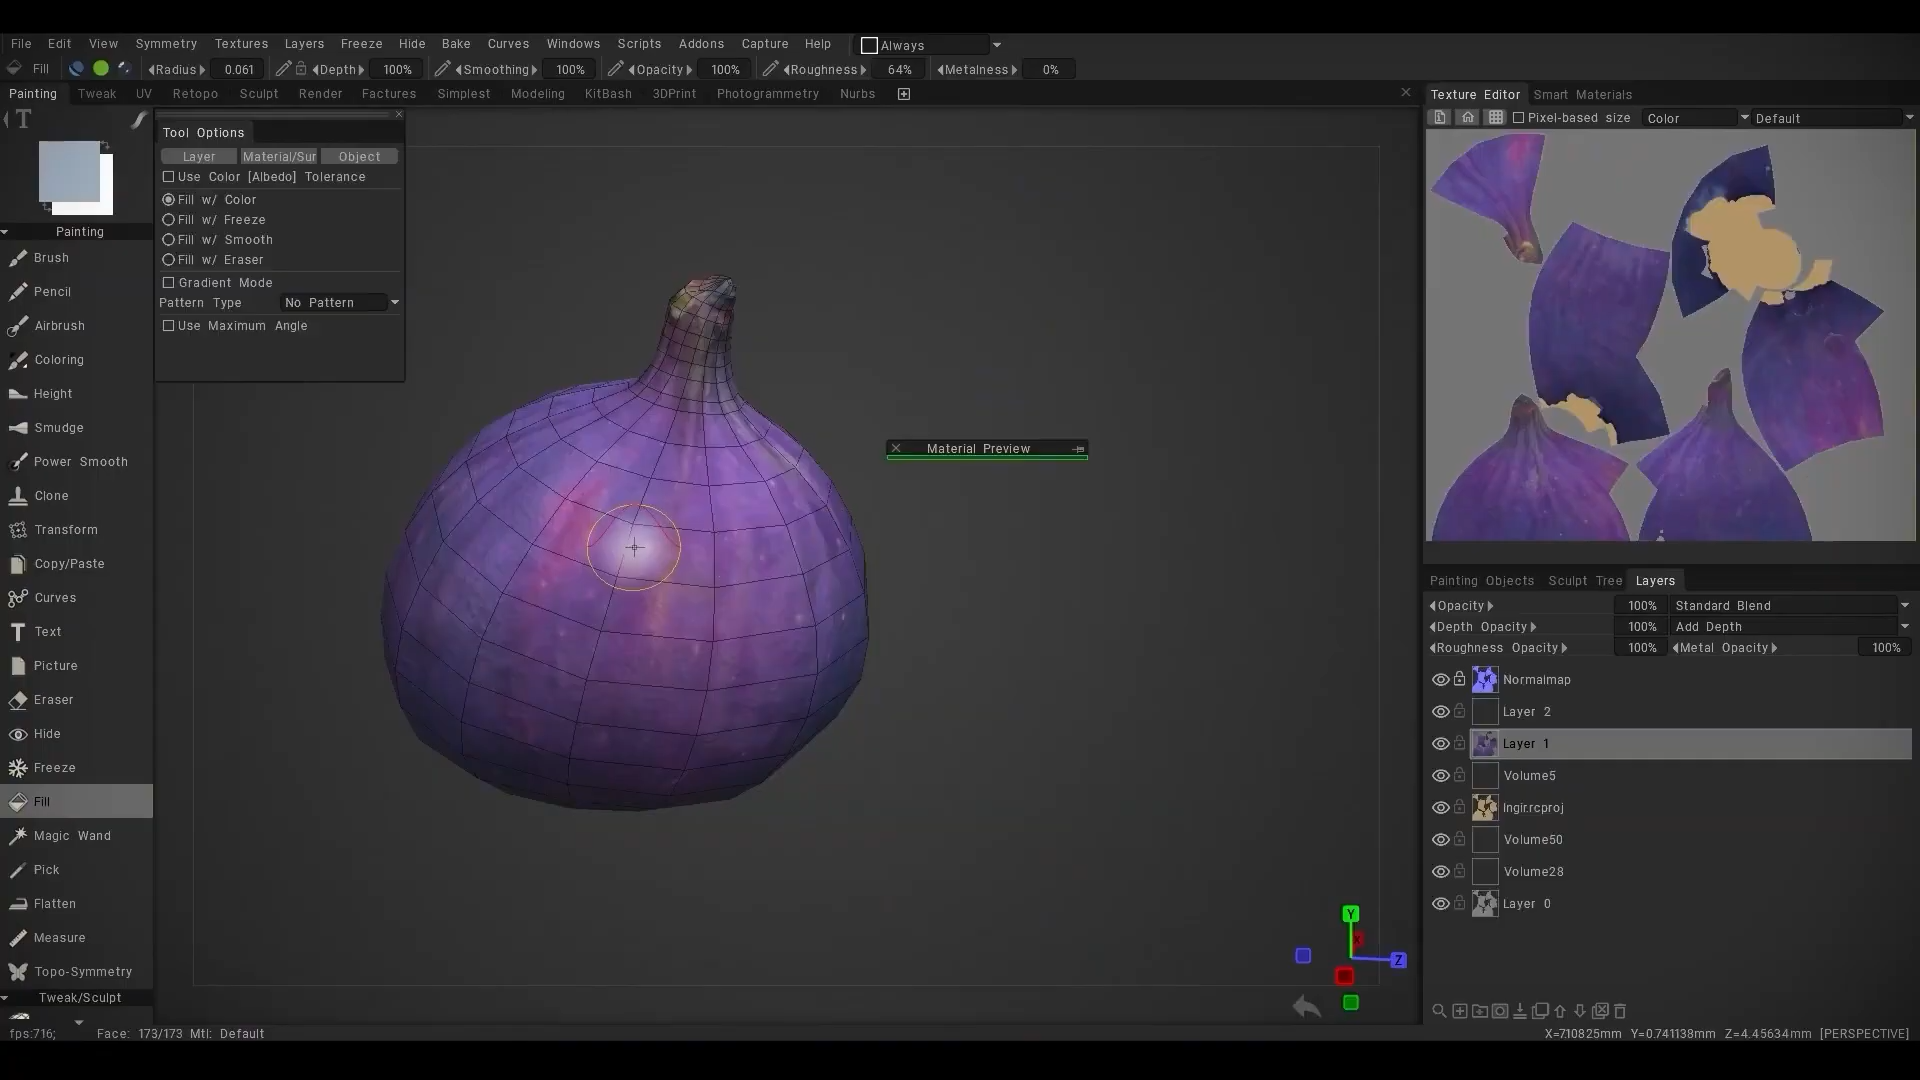 File Edit View Symmetry Textures Layers Freeze Hide Bake Curves Windows Scripts Addons Capture Help Always
Fill Radius 0.061 Depth 100% Smoothing 100% Opacity 100% Roughness 64% Metalness 0%
Painting Tweak UV Retopo Sculpt Render Factures Simplest Modeling KitBash 3DPrint Photogrammetry Nurbs
Texture Editor Smart Materials
Pixel-based size Color Default
T
Tool Options
Layer Material/Sur Object
Use Color [Albedo] Tolerance
Fill w/ Color
Fill w/ Freeze
Fill w/ Smooth
Fill w/ Eraser
Gradient Mode
Pattern Type No Pattern
Use Maximum Angle
Painting
Brush
Pencil
Airbrush
Coloring
Height
Smudge
Power Smooth
Clone
Transform
Copy/Paste
Curves
Text
Picture
Eraser
Hide
Freeze
Fill
Magic Wand
Pick
Flatten
Measure
Topo-Symmetry
Tweak/Sculpt
Material Preview
Painting Objects Sculpt Tree Layers
Opacity 100% Standard Blend
Depth Opacity 100% Add Depth
Roughness Opacity 100% Metal Opacity 100%
Normalmap
Layer 2
Layer 1
Volume5
Ingir.rcproj
Volume50
Volume28
Layer 0
Y
X
Z
fps:716; Face: 173/173 Mtl: Default
X=7.10825mm Y=0.741138mm Z=4.45634mm [PERSPECTIVE]